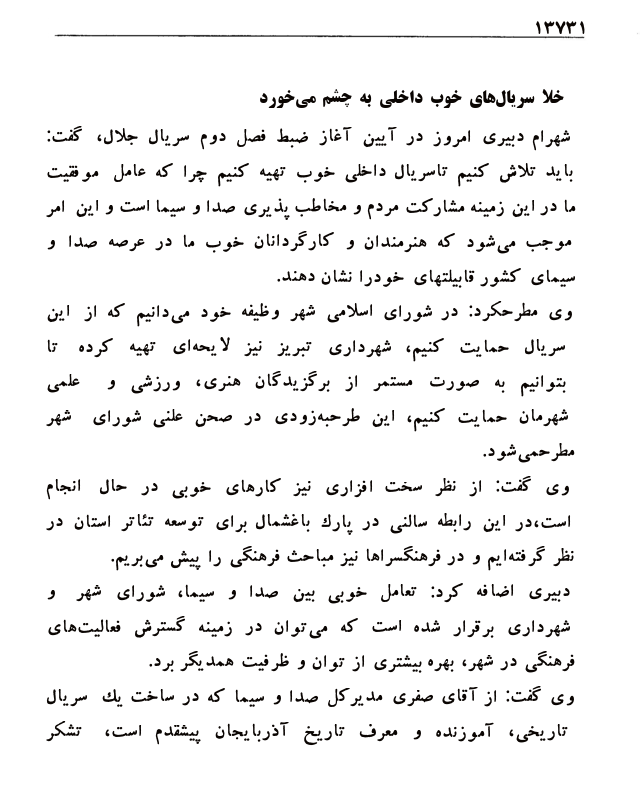 ۱۳۷۳۱
خلا سریال‌های خوب داخلی به چشم می‌خورد
شهرام دبیری امروز در آیین آغاز ضبط فصل دوم سریال جلال، گفت:
باید تلاش کنیم تاسریال داخلی خوب تهیه کنیم چرا که عامل موفقیت
ما در این زمینه مشارکت مردم و مخاطب پذیری صدا و سیما است و این امر
موجب می‌شود که هنرمندان و کارگردانان خوب ما در عرصه صدا و
سیمای کشور قابیلتهای خودرا نشان دهند.
وی مطرحکرد: در شورای اسلامی شهر وظیفه خود می‌دانیم که از این
سریال حمایت کنیم، شهرداری تبریز نیز لایحه‌ای تهیه کرده تا
بتوانیم به صورت مستمر از برگزیدگان هنری، ورزشی و علمی
شهرمان حمایت کنیم، این طرحبه‌زودی در صحن علنی شورای شهر
مطرحمی‌شود.
وی گفت: از نظر سخت افزاری نیز کارهای خوبی در حال انجام
است،در این رابطه سالنی در پارك باغشمال برای توسعه تئاتر استان در
نظر گرفته‌ایم و در فرهنگسراها نیز مباحث فرهنگی را پیش می‌بریم.
دبیری اضافه کرد: تعامل خوبی بین صدا و سیما، شورای شهر و
شهرداری برقرار شده است که می‌توان در زمینه گسترش فعالیت‌های
فرهنگی در شهر، بهره بیشتری از توان و ظرفیت همدیگر برد.
وی گفت: از آقای صفری مدیرکل صدا و سیما که در ساخت یك سریال
تاریخی، آموزنده و معرف تاریخ آذربایجان پیشقدم است، تشکر